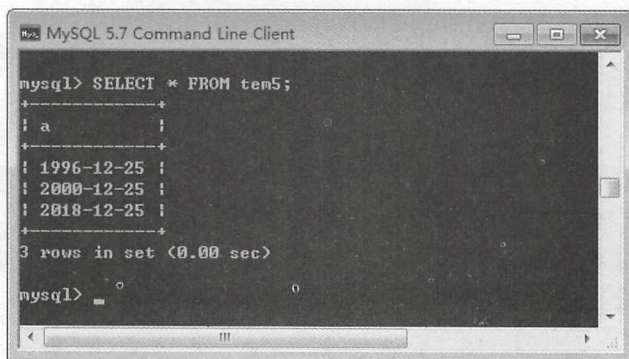 MySQL 5.7 Command Line Client
mysql> SELECT * FROM tem5;
+------------+
| a          |
+------------+
| 1996-12-25 |
| 2000-12-25 |
| 2018-12-25 |
+------------+
3 rows in set (0.00 sec)
mysql> _